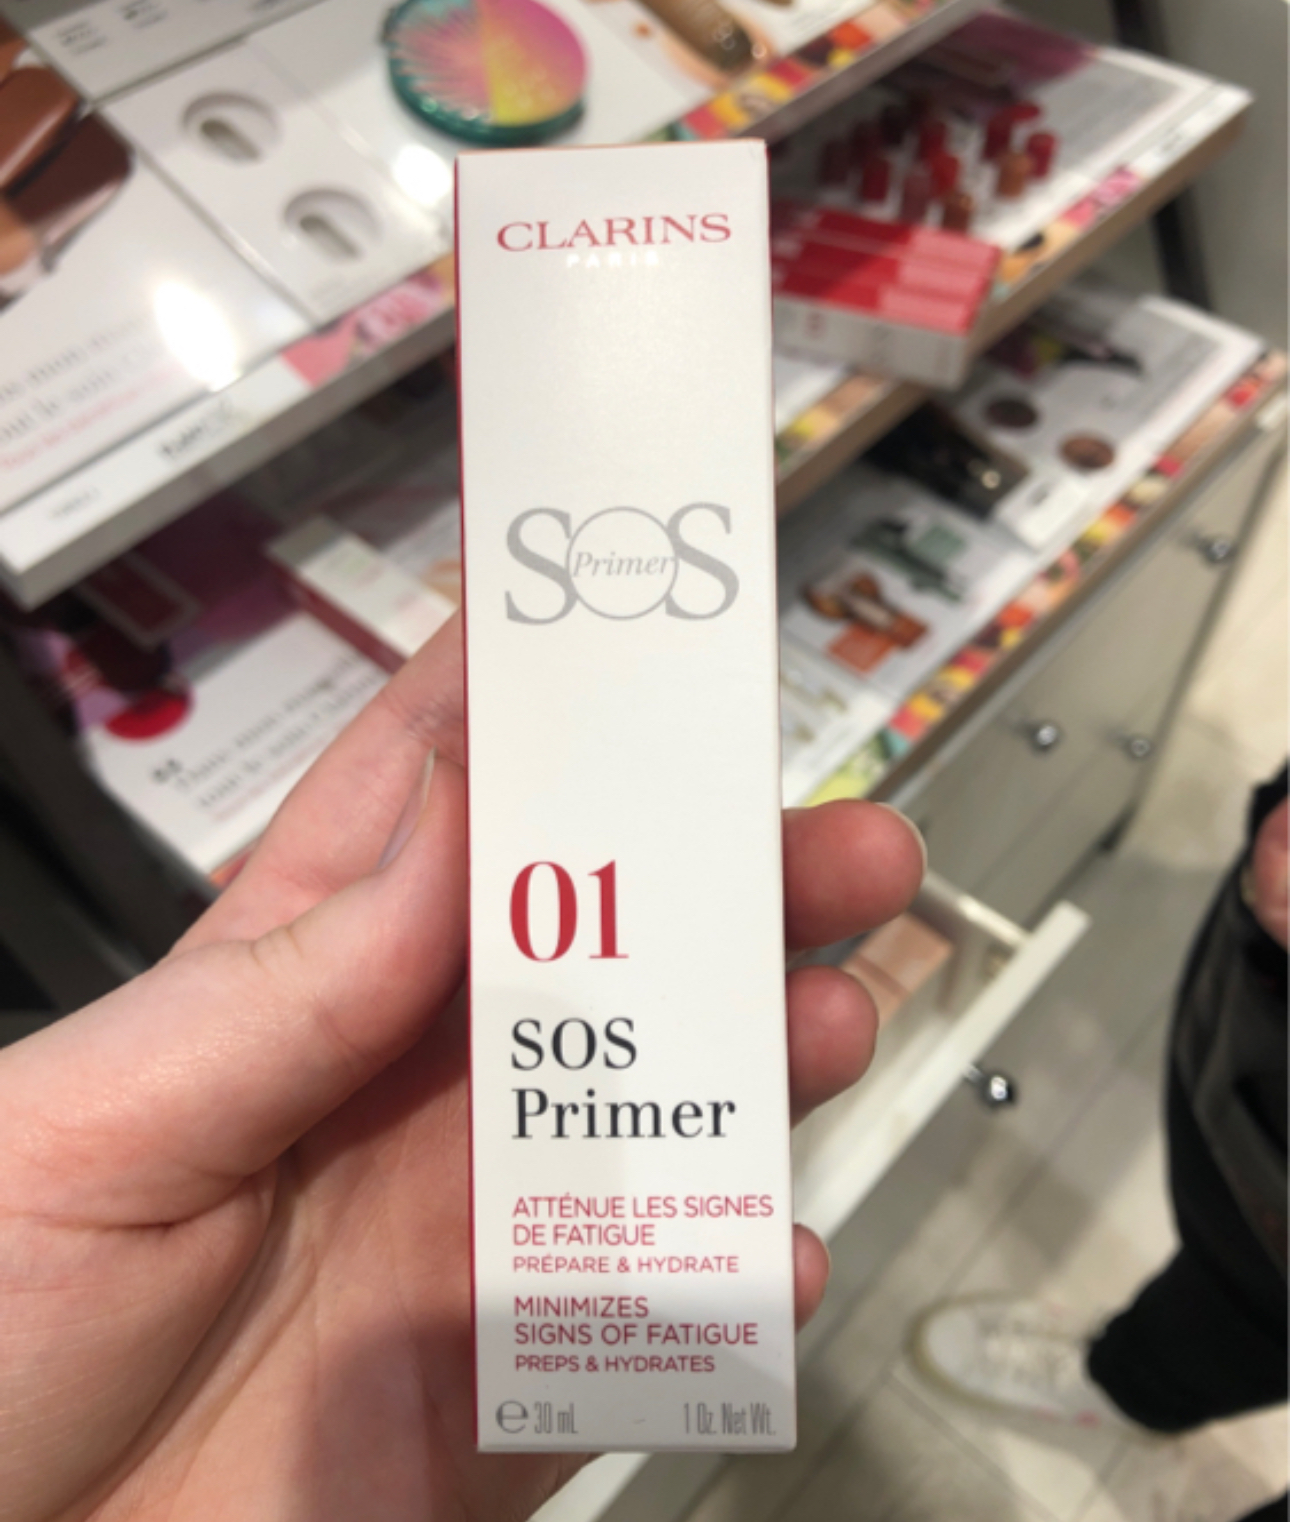 CLARINS
PARIS
SOS
Primer
01
SOS
Primer
ATTÉNUE LES SIGNES
DE FATIGUE
PRÉPARE & HYDRATE
MINIMIZES
SIGNS OF FATIGUE
PREPS & HYDRATES
℮ 30 mL 1 Oz. Net Wt.